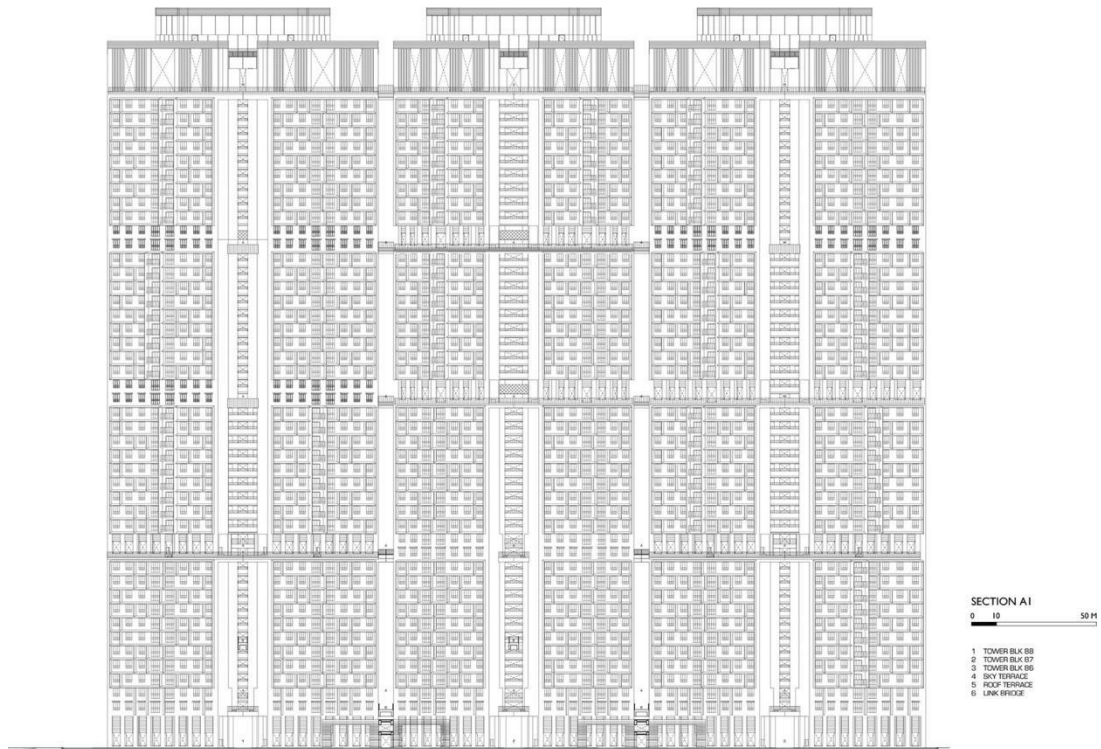 SECTION A1
0 10 50 M
1 TOWER BLK 88
2 TOWER BLK 87
3 TOWER BLK 86
4 SKY TERRACE
5 ROOF TERRACE
6 LINK BRIDGE